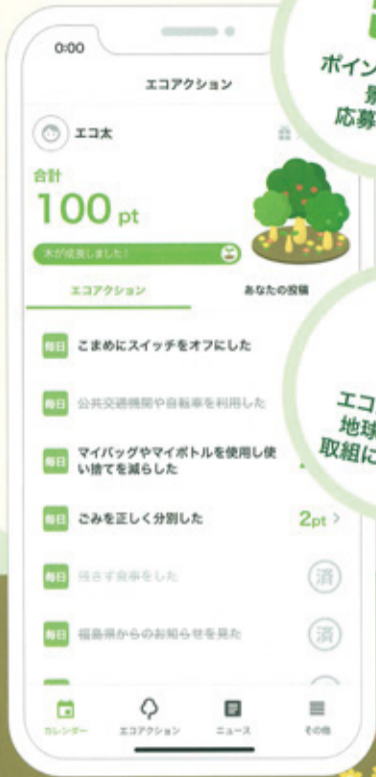 0:00
エコアクション
エコ太
合計
100 pt
木が成長しました！
エコアクション
あなたの投稿
毎日 こまめにスイッチをオフにした
毎日 公共交通機関や自転車を利用した
毎日 マイバッグやマイボトルを使用し使
い捨てを減らした
毎日 ごみを正しく分別した 2pt >
毎日 残さず食事をした 済
毎日 福島県からのお知らせを見た 済
カレンダー
エコアクション
ニュース
その他
ポイン
応募
エコ
地球
取組に